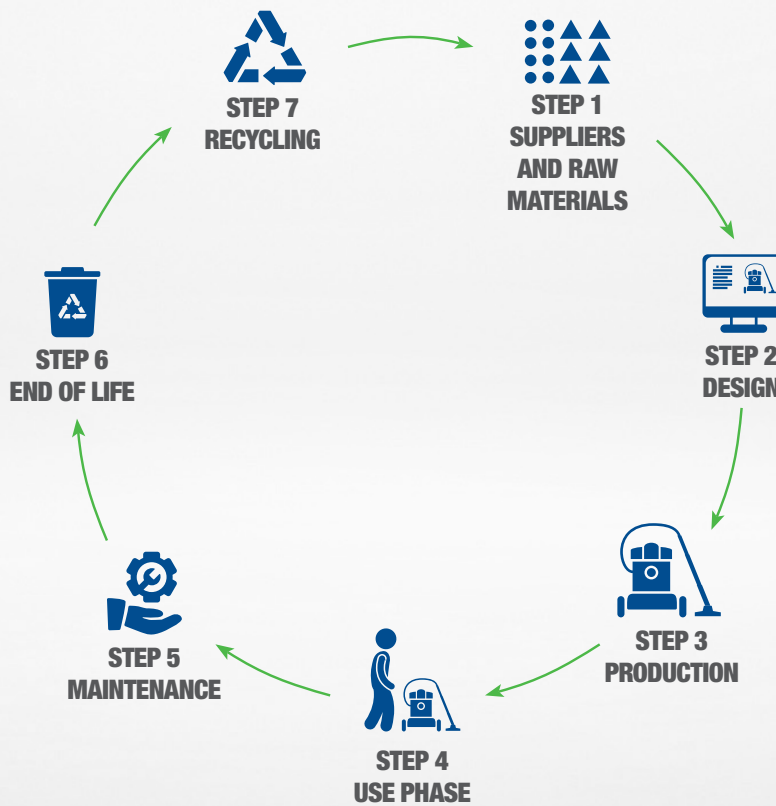 STEP 1
SUPPLIERS
AND RAW
MATERIALS
STEP 2
DESIGN
STEP 3
PRODUCTION
STEP 4
USE PHASE
STEP 5
MAINTENANCE
STEP 6
END OF LIFE
STEP 7
RECYCLING